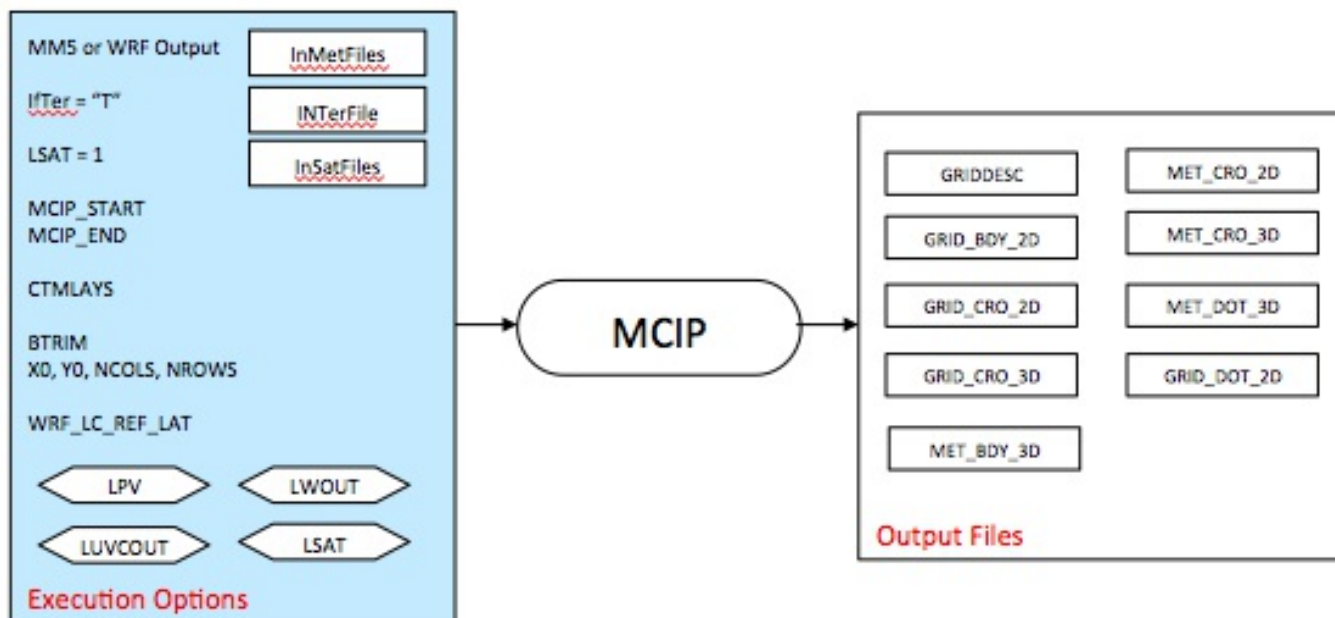 MM5 or WRF Output
InMetFiles
IfTer = "T"
INTerFile
LSAT = 1
InSatFiles
MCIP_START
MCIP_END
CTMLAYS
BTRIM
X0, Y0, NCOLS, NROWS
WRF_LC_REF_LAT
LPV
LWOUT
LUVCOUT
LSAT
Execution Options
MCIP
GRIDDESC
MET_CRO_2D
GRID_BDY_2D
MET_CRO_3D
GRID_CRO_2D
MET_DOT_3D
GRID_CRO_3D
GRID_DOT_2D
MET_BDY_3D
Output Files